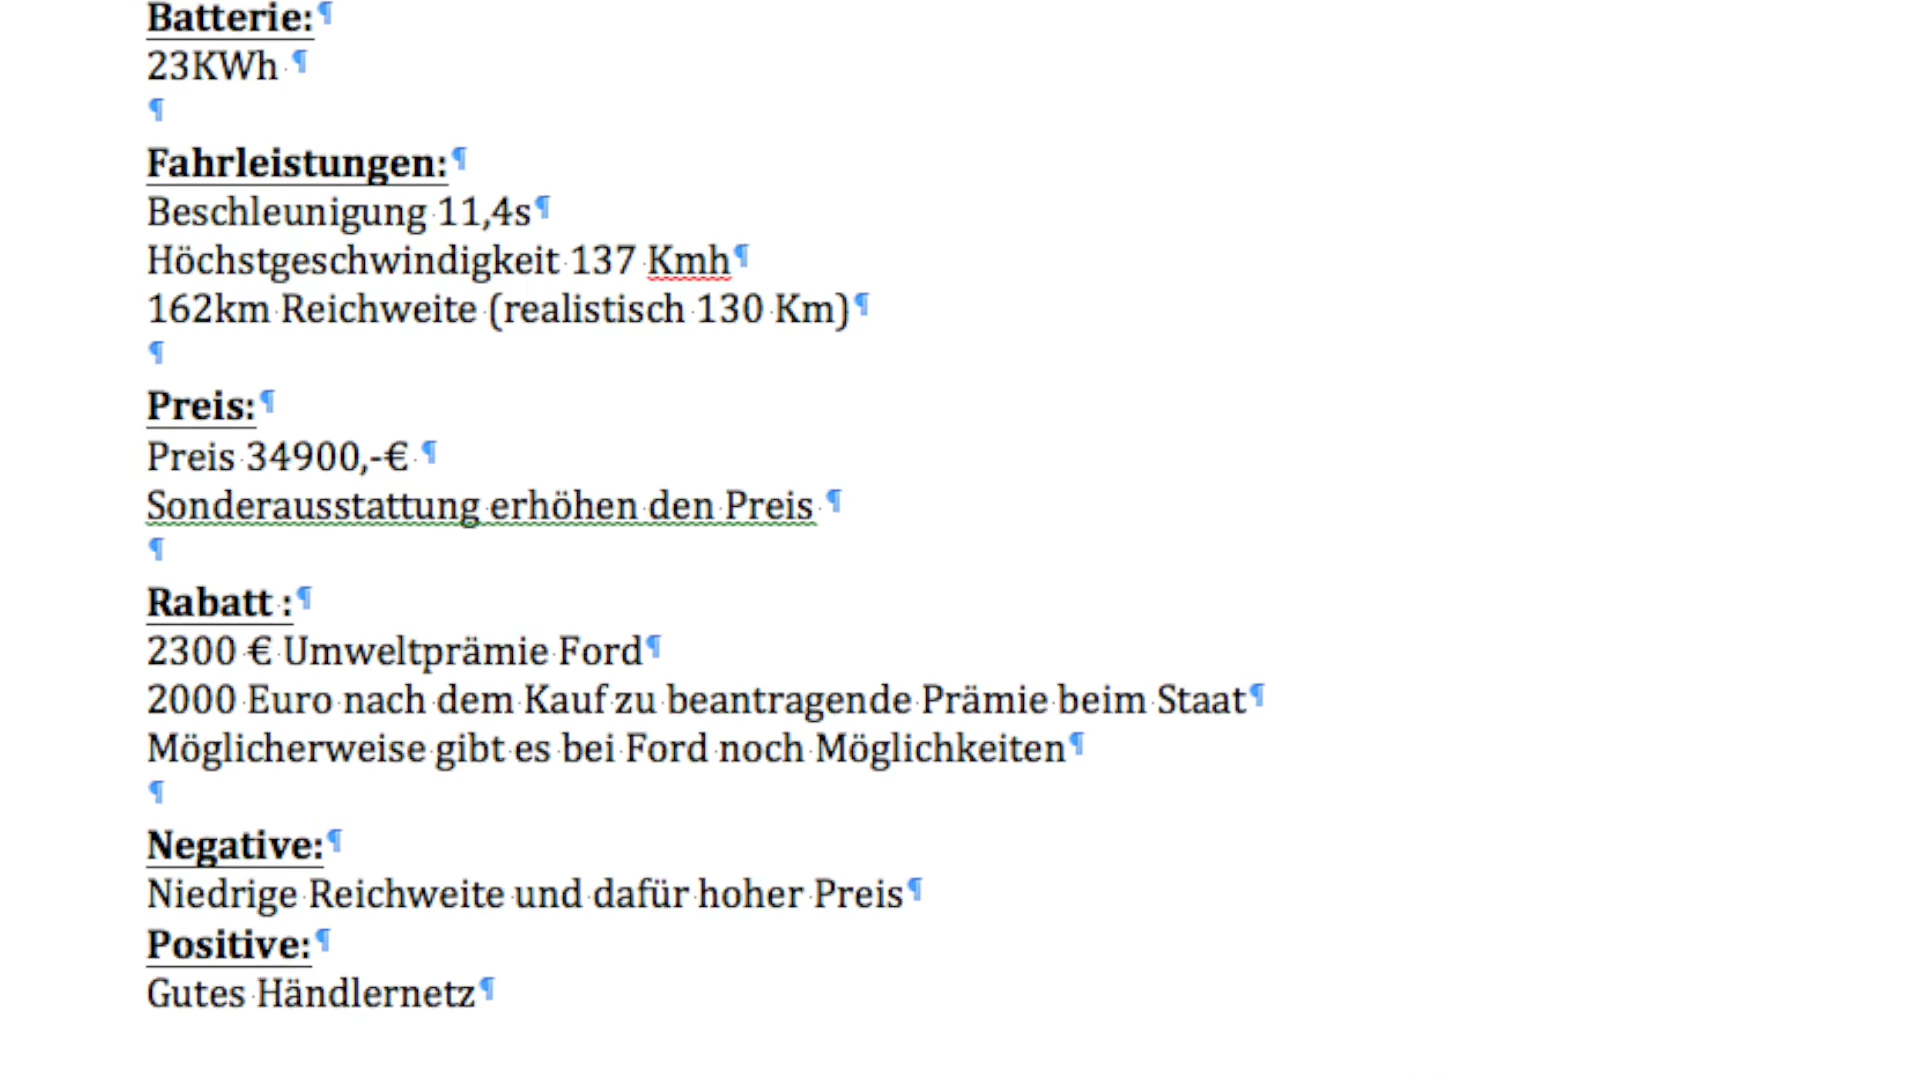 Batterie:
23KWh
Fahrleistungen:
Beschleunigung 11,4s
Höchstgeschwindigkeit 137 Kmh
162km Reichweite (realistisch 130 Km)
Preis:
Preis 34900,-€
Sonderausstattung erhöhen den Preis
Rabatt :
2300 € Umweltprämie Ford
2000 Euro nach dem Kauf zu beantragende Prämie beim Staat
Möglicherweise gibt es bei Ford noch Möglichkeiten
Negative:
Niedrige Reichweite und dafür hoher Preis
Positive:
Gutes Händlernetz